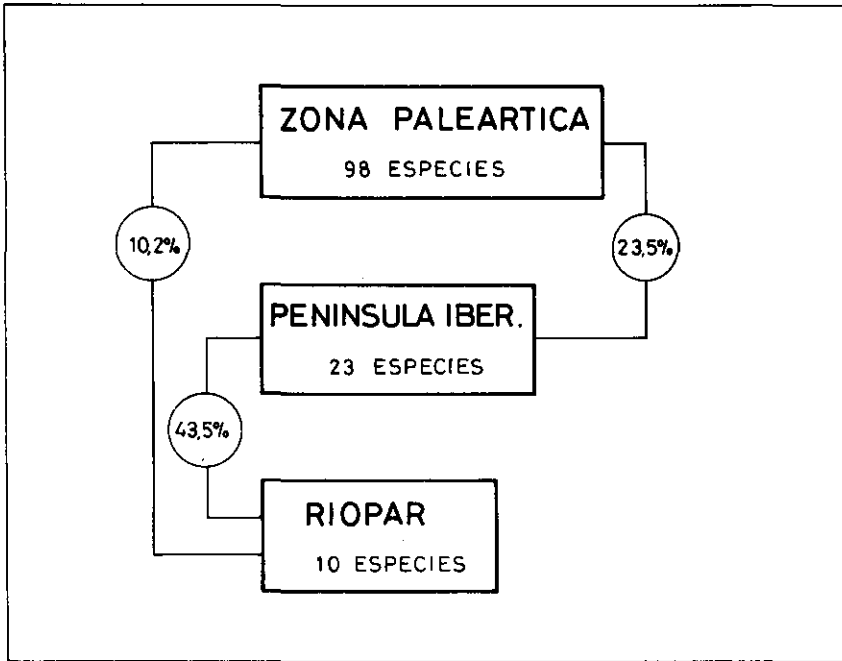 ZONA PALEARTICA
98 ESPECIES
10,2%
23,5%
PENINSULA IBER.
23 ESPECIES
43,5%
RIOPAR
10 ESPECIES